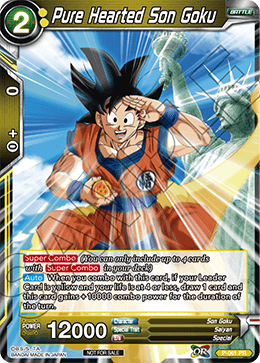 2
Pure Hearted Son Goku
BATTLE
0 + 0
Super Combo (You can only include up to 4 cards
with Super Combo in your deck)
Auto When you combo with this card, if your Leader
Card is yellow and your life is at 4 or less, draw 1 card and
this card gains +10000 combo power for the duration of
the turn.
POWER 12000
Character Son Goku
Special Trait Saiyan
Era Special
BANDAI MADE IN JAPAN
NOT FOR SALE
P-061 PR